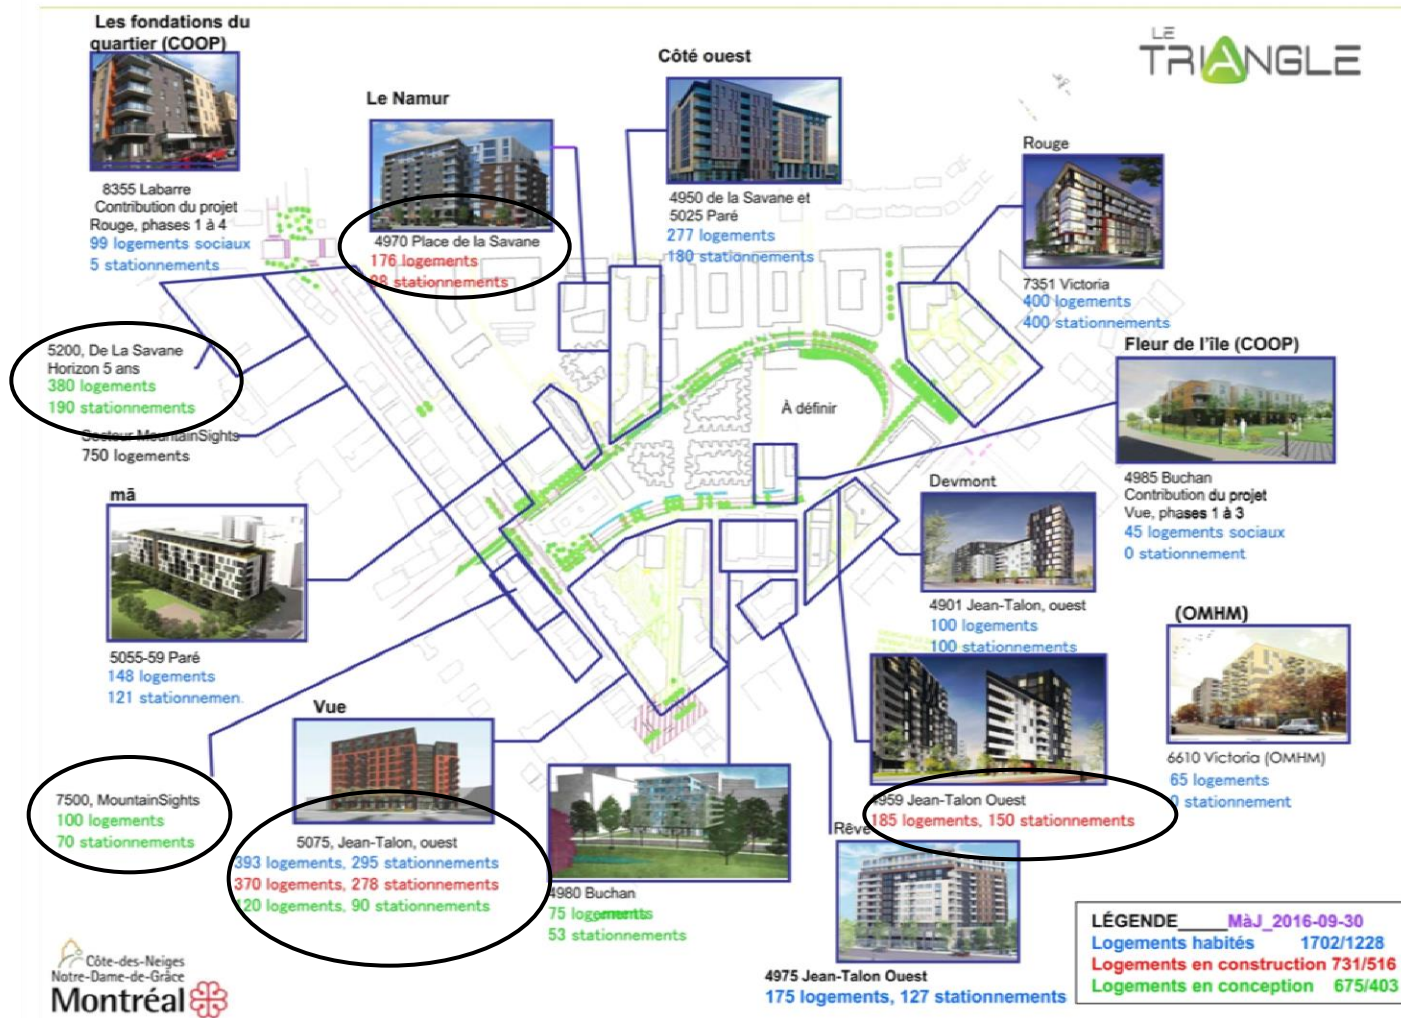 Les fondations du
quartier (COOP)
8355 Labarre
Contribution du projet
Rouge, phases 1 à 4
99 logements sociaux
5 stationnements
Le Namur
4970 Place de la Savane
176 logements
88 stationnements
Côté ouest
4950 de la Savane et
5025 Paré
277 logements
180 stationnements
LE
TRIANGLE
Rouge
7351 Victoria
400 logements
400 stationnements
5200, De La Savane
Horizon 5 ans
380 logements
190 stationnements
Secteur MountainSights
750 logements
À définir
Fleur de l'île (COOP)
4985 Buchan
Contribution du projet
Vue, phases 1 à 3
45 logements sociaux
0 stationnement
mã
5055-59 Paré
148 logements
121 stationnemen.
Devmont
4901 Jean-Talon, ouest
100 logements
100 stationnements
(OMHM)
6610 Victoria (OMHM)
65 logements
0 stationnement
7500, MountainSights
100 logements
70 stationnements
Vue
5075, Jean-Talon, ouest
393 logements, 295 stationnements
370 logements, 278 stationnements
120 logements, 90 stationnements
4980 Buchan
75 logements
53 stationnements
4959 Jean-Talon Ouest
185 logements, 150 stationnements
Rêve
4975 Jean-Talon Ouest
175 logements, 127 stationnements
LÉGENDE____MàJ_2016-09-30
Logements habités 1702/1228
Logements en construction 731/516
Logements en conception 675/403
Côte-des-Neiges
Notre-Dame-de-Grâce
Montréal